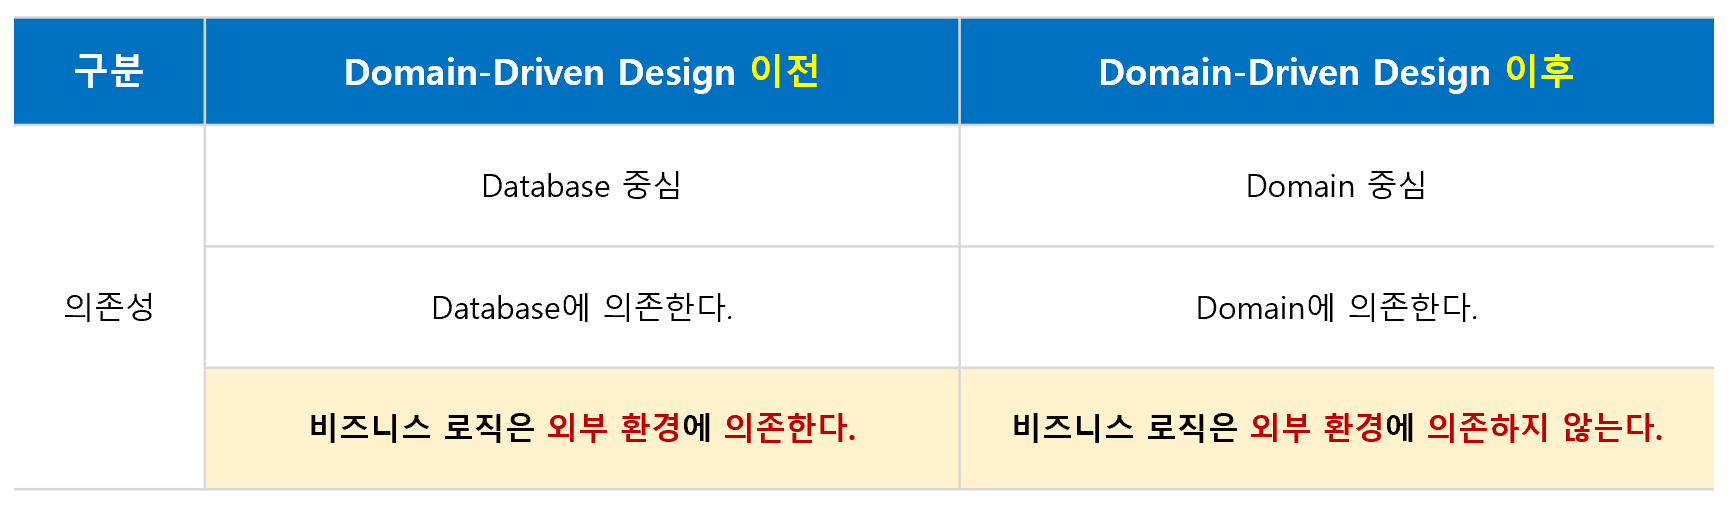 구분
Domain-Driven Design 이전
Domain-Driven Design 이후
의존성
Database 중심
Domain 중심
Database에 의존한다.
Domain에 의존한다.
비즈니스 로직은 외부 환경에 의존한다.
비즈니스 로직은 외부 환경에 의존하지 않는다.